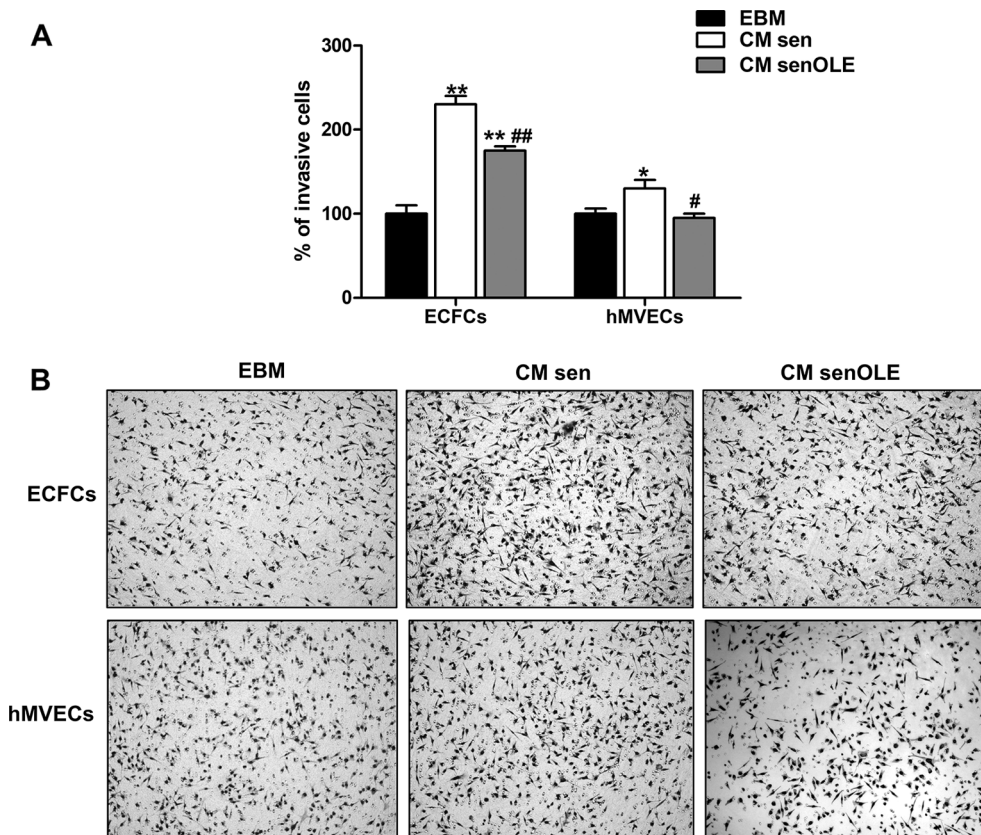 A
EBM
CM sen
CM senOLE
% of invasive cells
300
200
100
0
**
** ##
*
#
ECFCs hMVECs
B
EBM CM sen CM senOLE
ECFCs
hMVECs